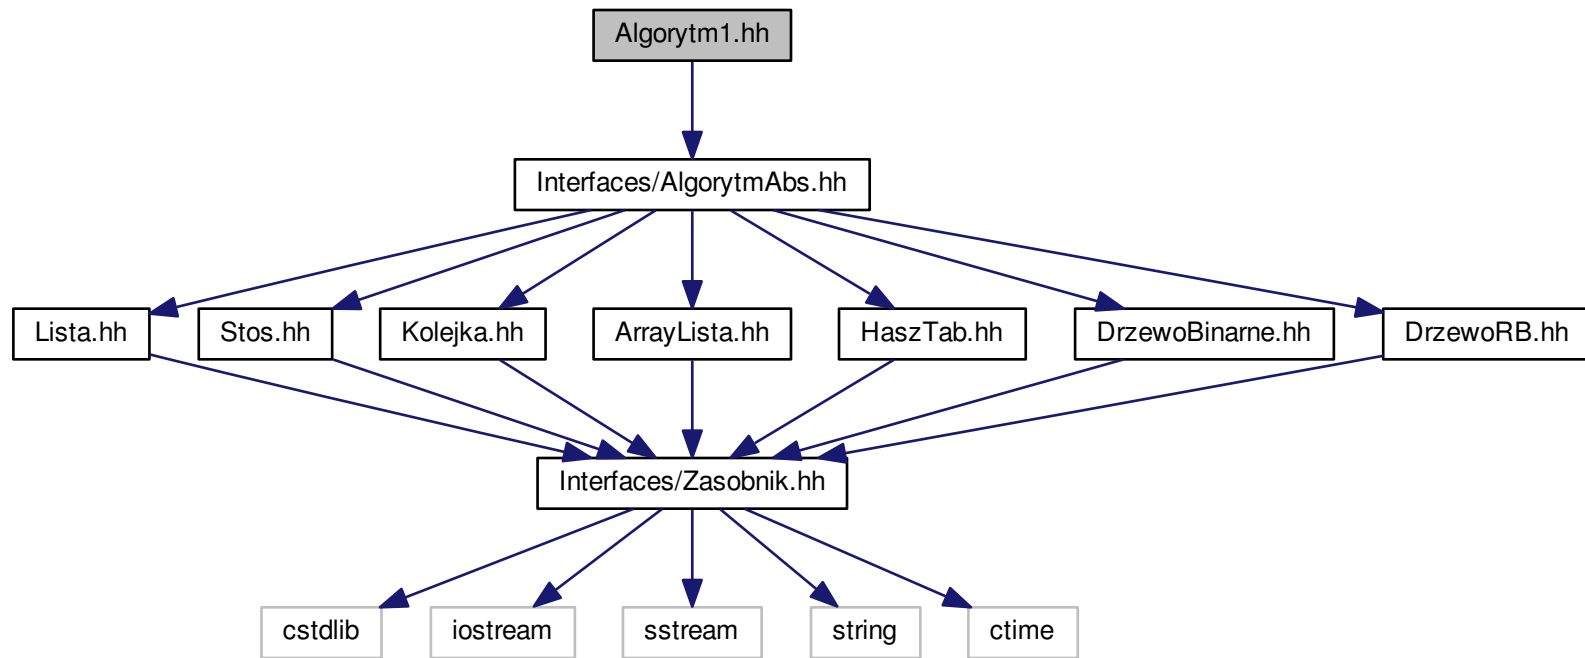 Algorytm1.hh
Interfaces/AlgorytmAbs.hh
Lista.hh
Stos.hh
Kolejka.hh
ArrayLista.hh
HaszTab.hh
DrzewoBinarne.hh
DrzewoRB.hh
Interfaces/Zasobnik.hh
cstdlib
iostream
sstream
string
ctime